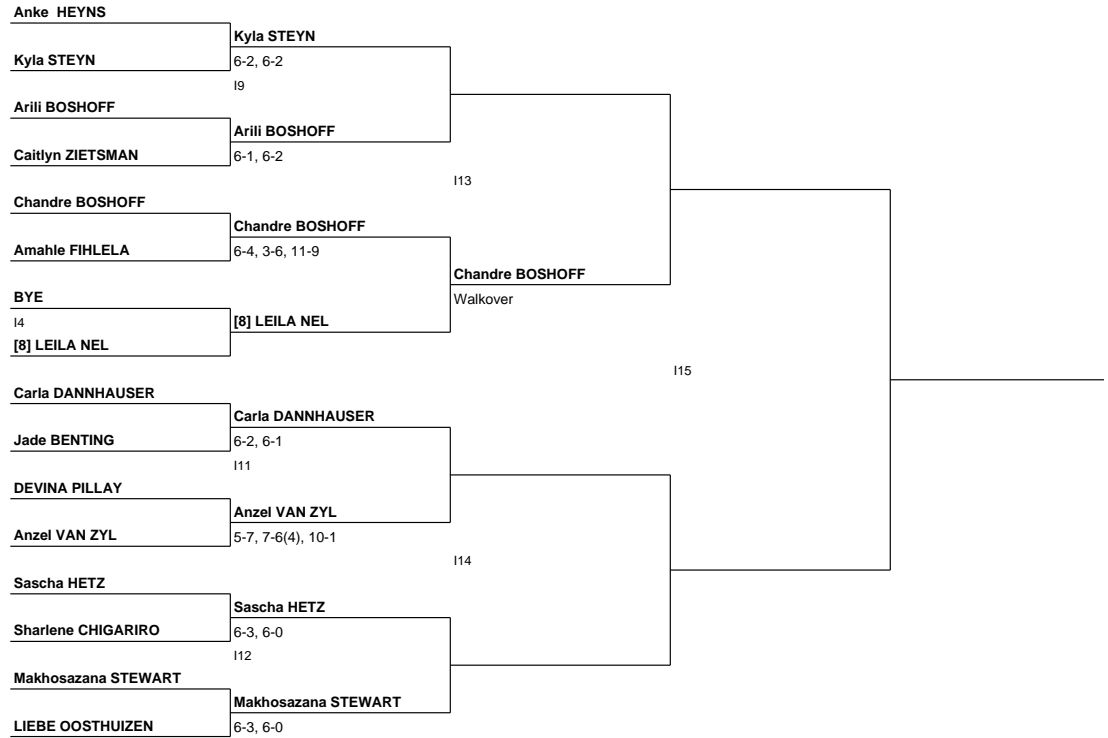 Anke  HEYNS
Kyla STEYN
Kyla STEYN
6-2, 6-2
I9
Arili BOSHOFF
Arili BOSHOFF
Caitlyn ZIETSMAN
6-1, 6-2
I13
Chandre BOSHOFF
Chandre BOSHOFF
Amahle FIHLELA
6-4, 3-6, 11-9
Chandre BOSHOFF
Walkover
BYE
I4
[8] LEILA NEL
[8] LEILA NEL
I15
Carla DANNHAUSER
Carla DANNHAUSER
Jade BENTING
6-2, 6-1
I11
DEVINA PILLAY
Anzel VAN ZYL
Anzel VAN ZYL
5-7, 7-6(4), 10-1
I14
Sascha HETZ
Sascha HETZ
Sharlene CHIGARIRO
6-3, 6-0
I12
Makhosazana STEWART
Makhosazana STEWART
LIEBE OOSTHUIZEN
6-3, 6-0